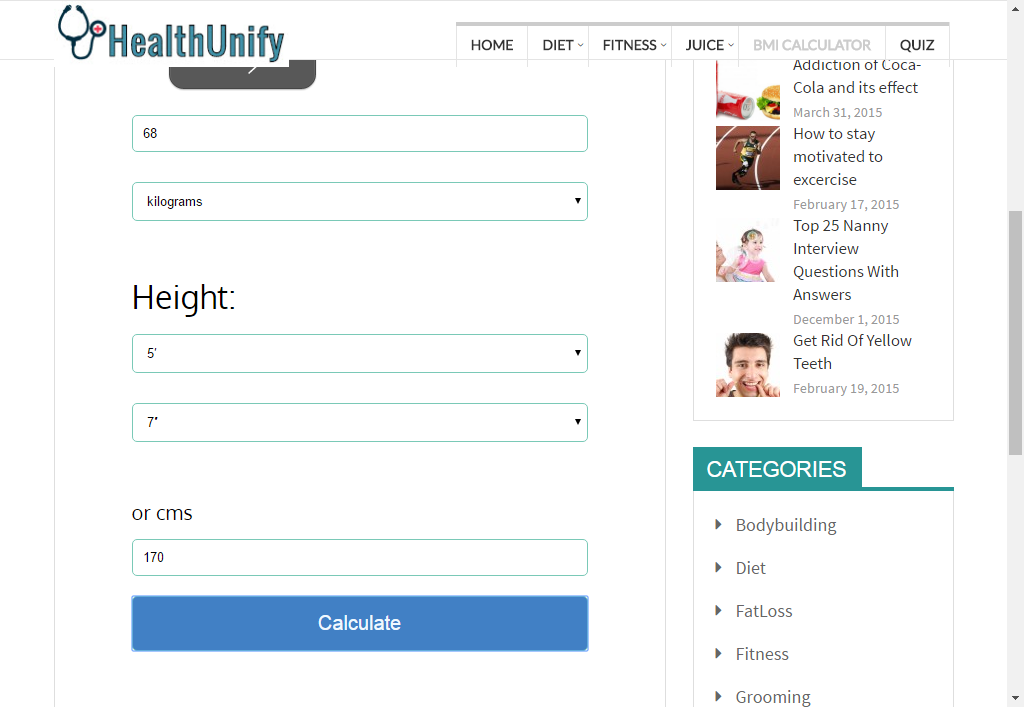 HealthUnify
HOME
DIET
FITNESS
JUICE
BMI CALCULATOR
QUIZ
68
kilograms
Height:
5'
7"
or cms
170
Calculate
Addiction of Coca-
Cola and its effect
March 31, 2015
How to stay
motivated to
excercise
February 17, 2015
Top 25 Nanny
Interview
Questions With
Answers
December 1, 2015
Get Rid Of Yellow
Teeth
February 19, 2015
CATEGORIES
Bodybuilding
Diet
FatLoss
Fitness
Grooming